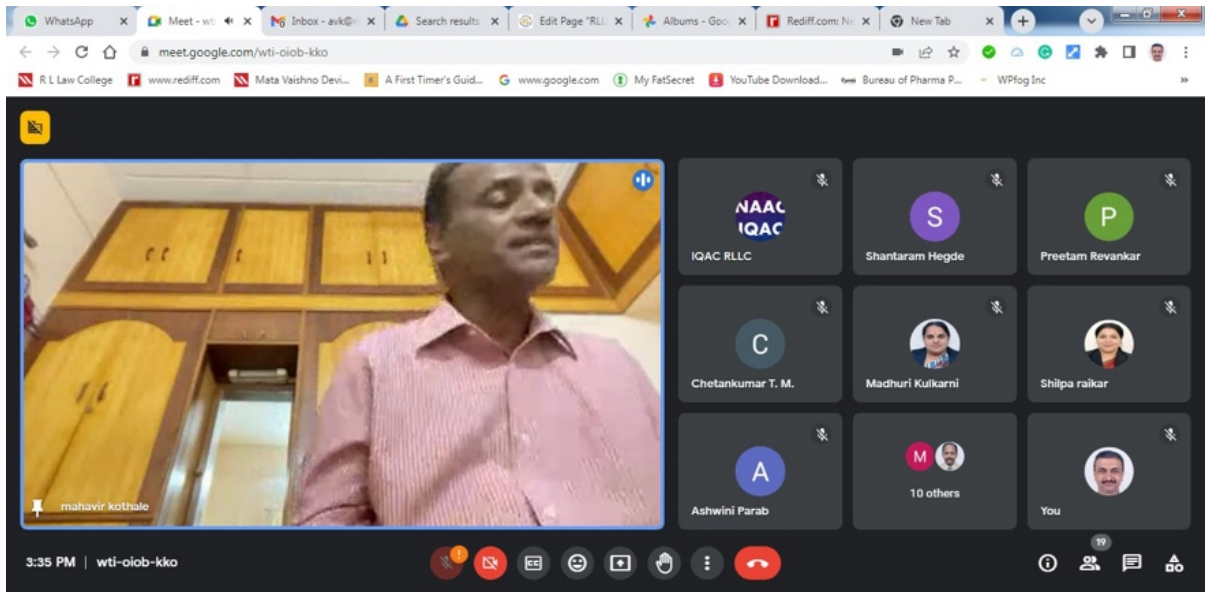 WhatsApp
Meet - wti
Inbox - avk@r
Search results
Edit Page "RLL
Albums - Goo
Rediff.com: Ne
New Tab
meet.google.com/wti-oiob-kko
R L Law College
www.rediff.com
Mata Vaishno Devi...
A First Timer's Guid...
www.google.com
My FatSecret
YouTube Download...
Bureau of Pharma P...
WPfog Inc
NAAC
IQAC
IQAC RLLC
S
Shantaram Hegde
P
Preetam Revankar
C
Chetankumar T. M.
Madhuri Kulkarni
Shilpa raikar
A
Ashwini Parab
M
10 others
You
mahavir kothale
3:35 PM | wti-oiob-kko
CC
19